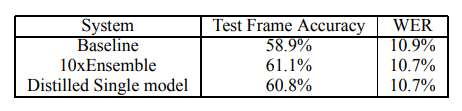 System Test Frame Accuracy WER
Baseline 58.9% 10.9%
10xEnsemble 61.1% 10.7%
Distilled Single model 60.8% 10.7%